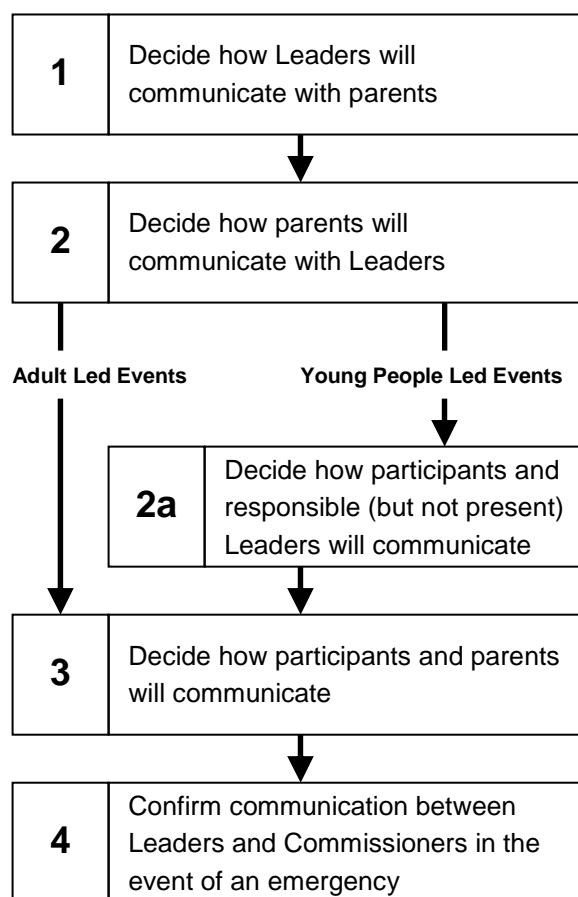 1
Decide how Leaders will
communicate with parents
2
Decide how parents will
communicate with Leaders
Adult Led Events
Young People Led Events
2a
Decide how participants and
responsible (but not present)
Leaders will communicate
3
Decide how participants and parents
will communicate
4
Confirm communication between
Leaders and Commissioners in the
event of an emergency